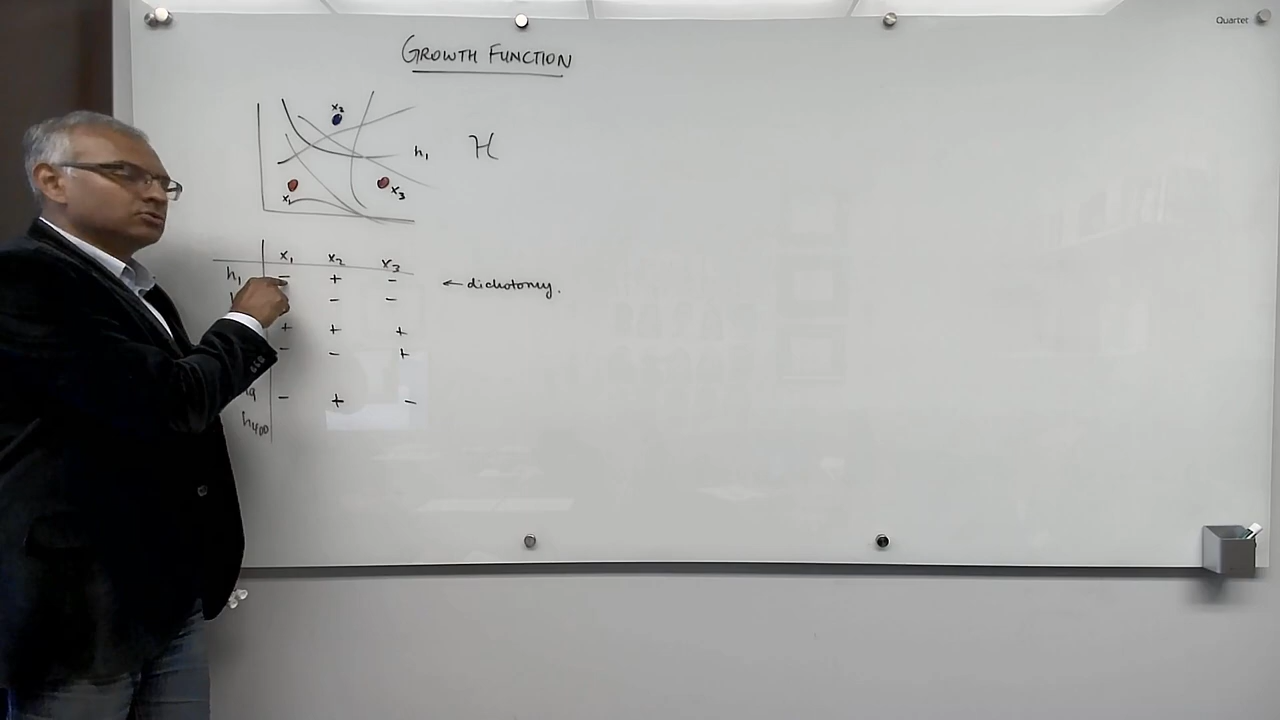 Quartet
GROWTH FUNCTION
x₂
h₁ H
x₁ x₃
x₁ x₂ x₃
h₁ - + - ← dichotomy.
- -
+ + +
- - +
- + -
h₄₀₀